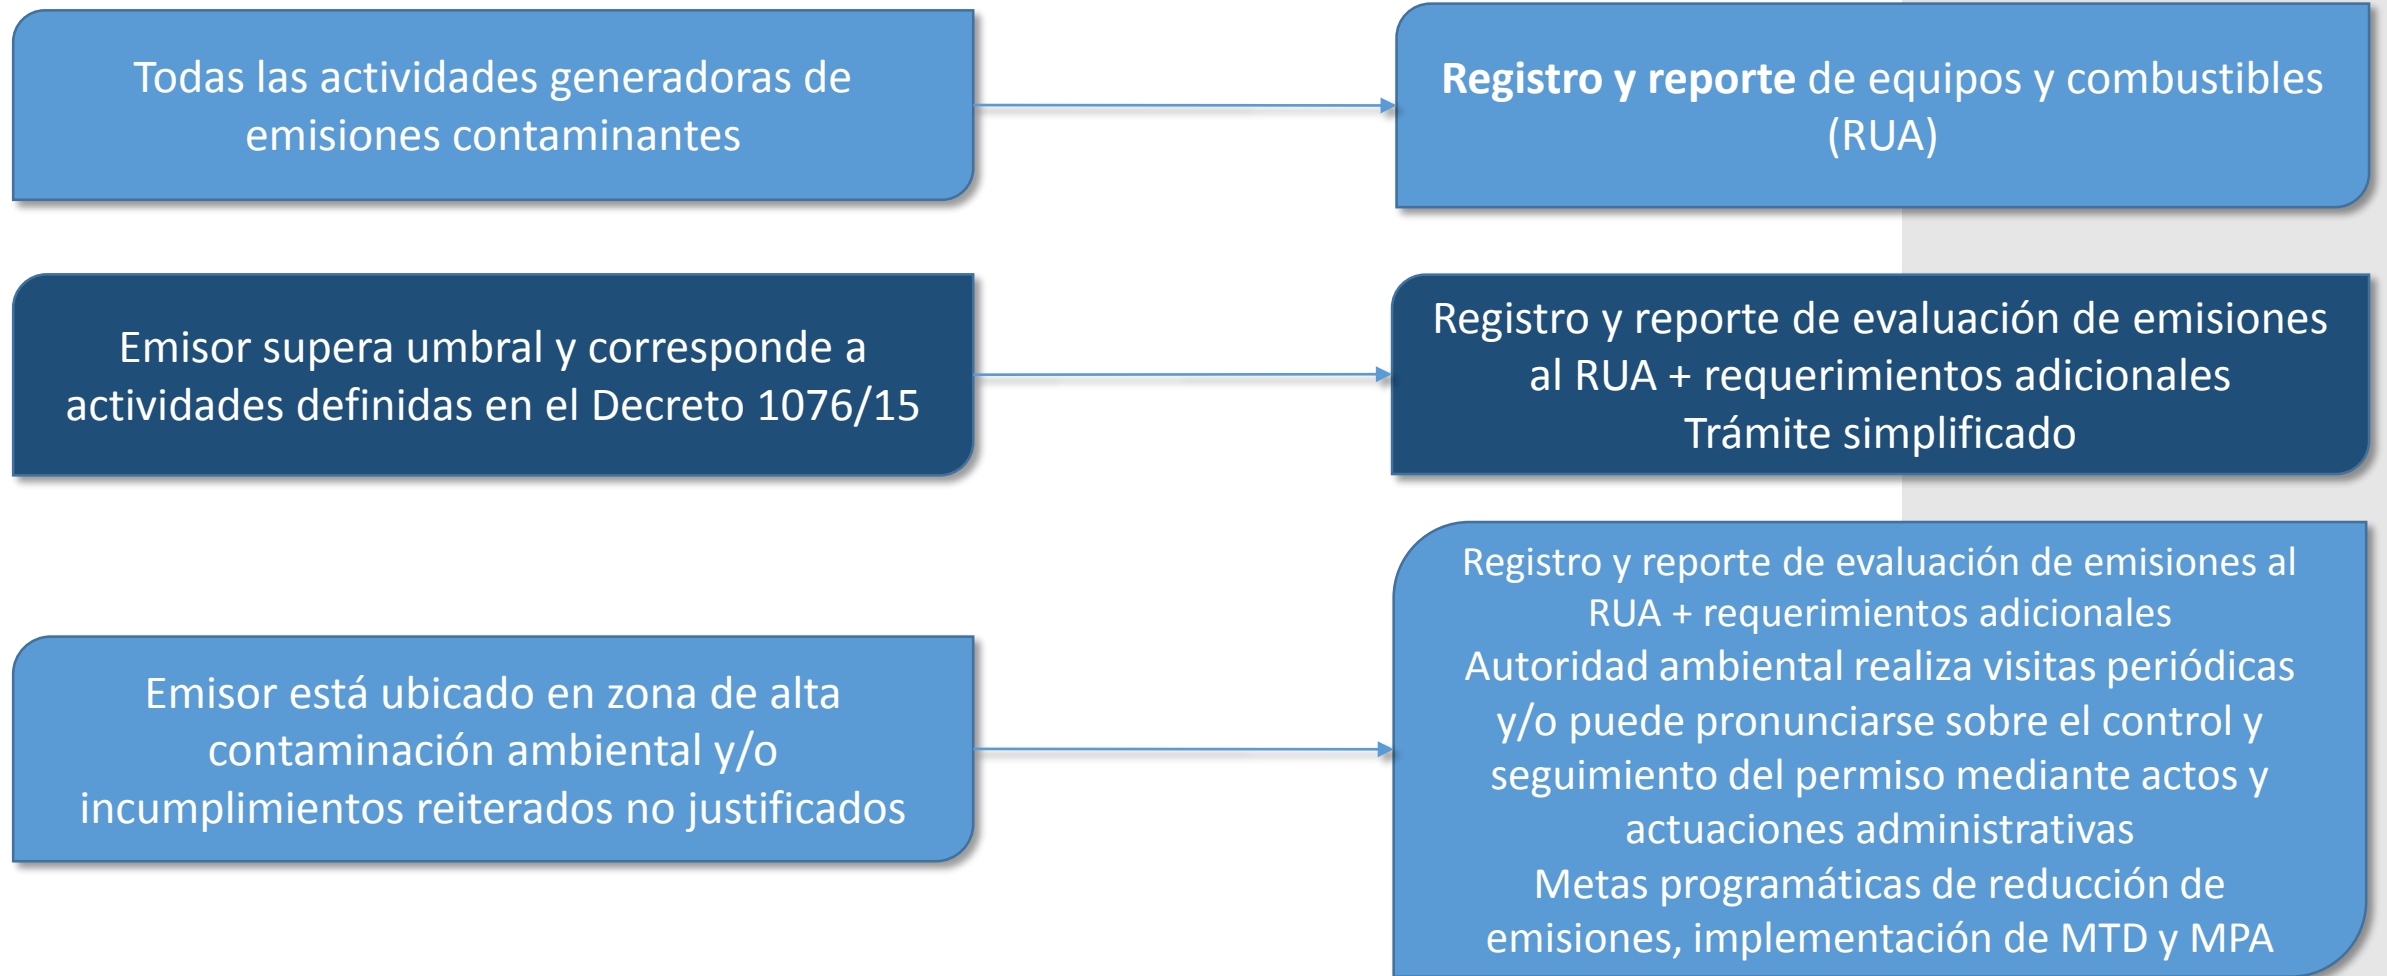 Todas las actividades generadoras de
emisiones contaminantes
Registro y reporte de equipos y combustibles
(RUA)
Emisor supera umbral y corresponde a
actividades definidas en el Decreto 1076/15
Registro y reporte de evaluación de emisiones
al RUA + requerimientos adicionales
Trámite simplificado
Emisor está ubicado en zona de alta
contaminación ambiental y/o
incumplimientos reiterados no justificados
Registro y reporte de evaluación de emisiones al
RUA + requerimientos adicionales
Autoridad ambiental realiza visitas periódicas
y/o puede pronunciarse sobre el control y
seguimiento del permiso mediante actos y
actuaciones administrativas
Metas programáticas de reducción de
emisiones, implementación de MTD y MPA